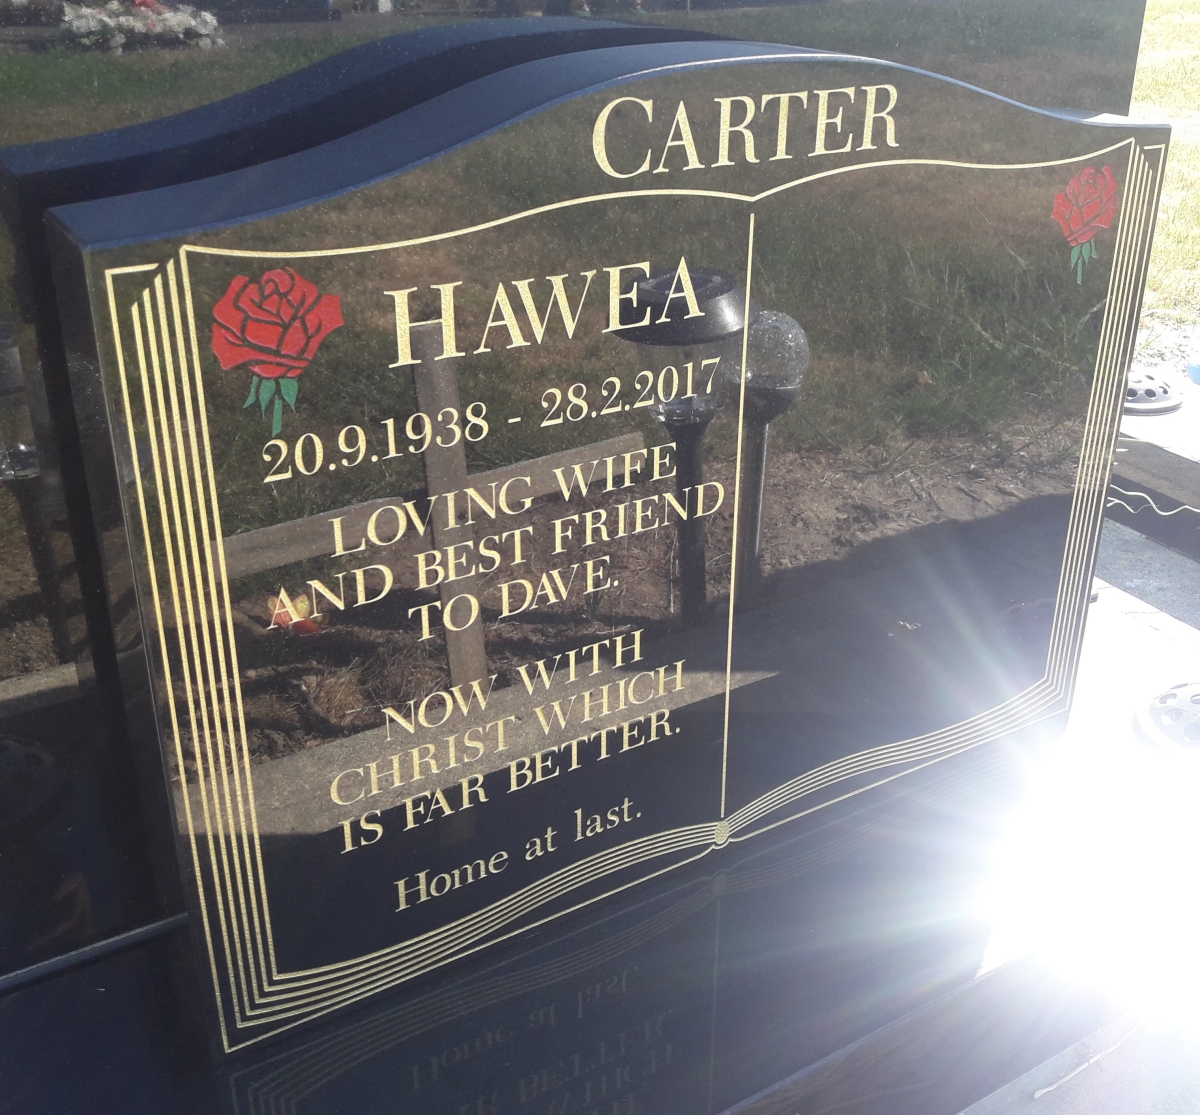 CARTER
HAWEA
20.9.1938 - 28.2.2017
LOVING WIFE
AND BEST FRIEND
TO DAVE.
NOW WITH
CHRIST WHICH
IS FAR BETTER.
Home at last.